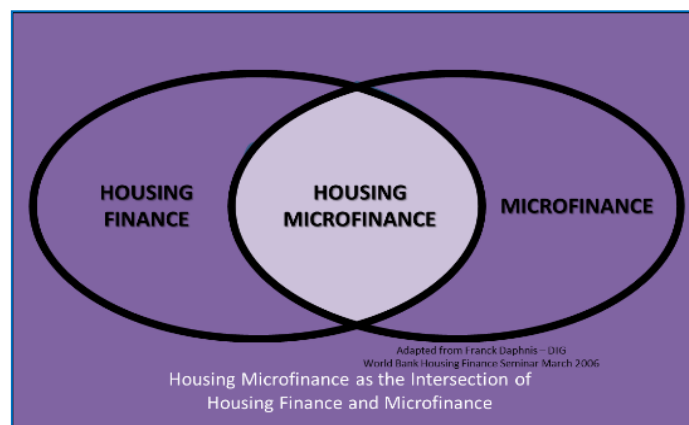 HOUSING
FINANCE
HOUSING
MICROFINANCE
MICROFINANCE
Adapted from Franck Daphnis – DIG
World Bank Housing Finance Seminar March 2006
Housing Microfinance as the Intersection of
Housing Finance and Microfinance